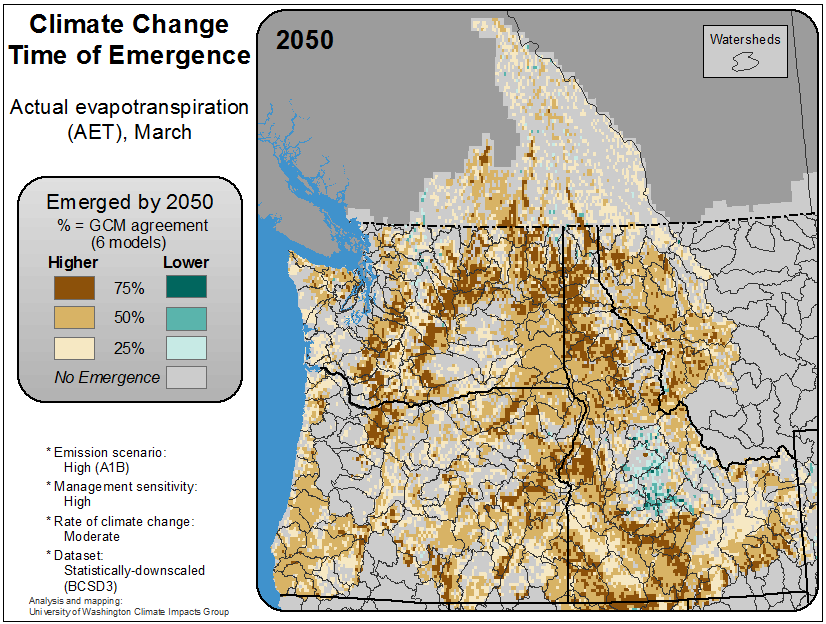 Climate Change
Time of Emergence
Actual evapotranspiration
(AET), March
Emerged by 2050
% = GCM agreement
(6 models)
Higher Lower
75%
50%
25%
No Emergence
* Emission scenario:
High (A1B)
* Management sensitivity:
High
* Rate of climate change:
Moderate
* Dataset:
Statistically-downscaled
(BCSD3)
Analysis and mapping:
University of Washington Climate Impacts Group
2050
Watersheds